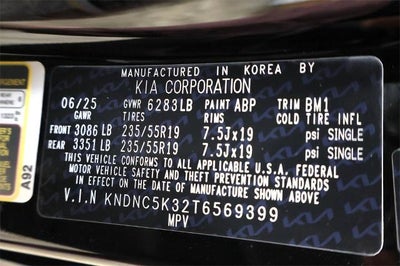 MANUFACTURED IN KOREA BY
KIA CORPORATION
06/25 GVWR 6283LB PAINT ABP TRIM BM1
GAWR TIRES RIMS COLD TIRE INFL
FRONT 3086 LB 235/55R19 7.5Jx19 psi SINGLE
REAR 3351 LB 235/55R19 7.5Jx19 psi SINGLE
THIS VEHICLE CONFORMS TO ALL APPLICABLE U.S.A. FEDERAL
MOTOR VEHICLE SAFETY AND THEFT PREVENTION STANDARDS
IN EFFECT ON THE DATE OF MANUFACTURE SHOWN ABOVE
V.I.N KNDNC5K32T6569399
MPV
A92